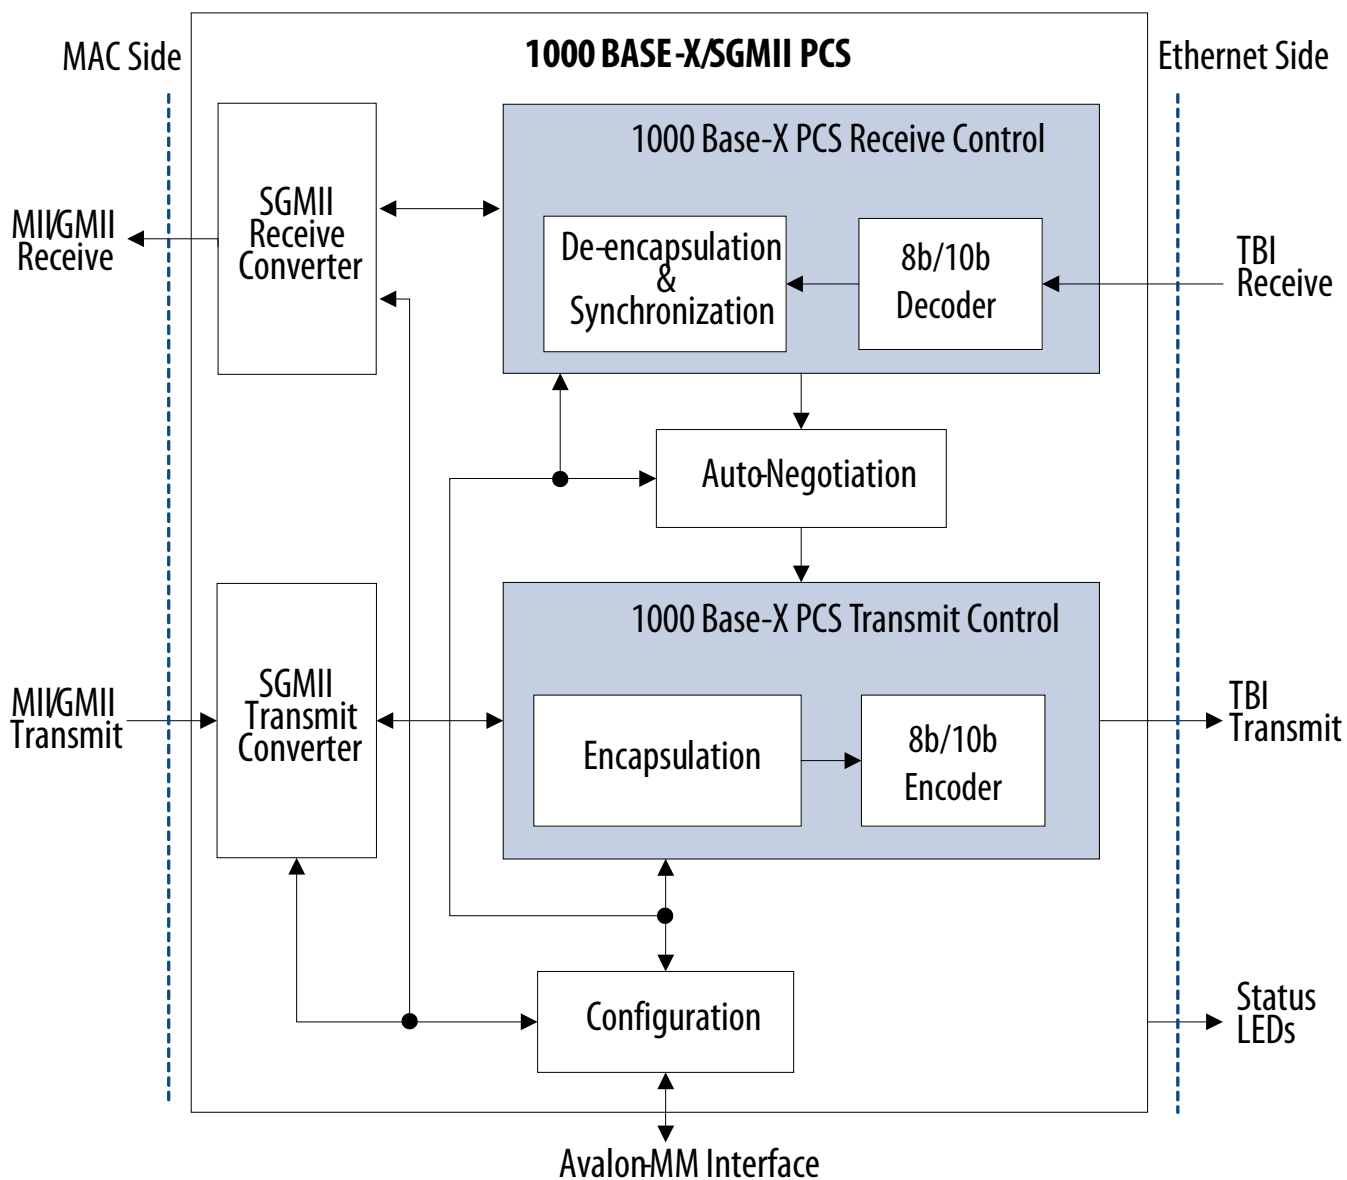 1000 BASE-X/SGMII PCS
MAC Side
Ethernet Side
1000 Base-X PCS Receive Control
SGMII
Receive
Converter
MII/GMII
Receive
De-encapsulation
&
Synchronization
8b/10b
Decoder
TBI
Receive
Auto-Negotiation
1000 Base-X PCS Transmit Control
MII/GMII
Transmit
SGMII
Transmit
Converter
Encapsulation
8b/10b
Encoder
TBI
Transmit
Configuration
Status
LEDs
Avalon-MM Interface